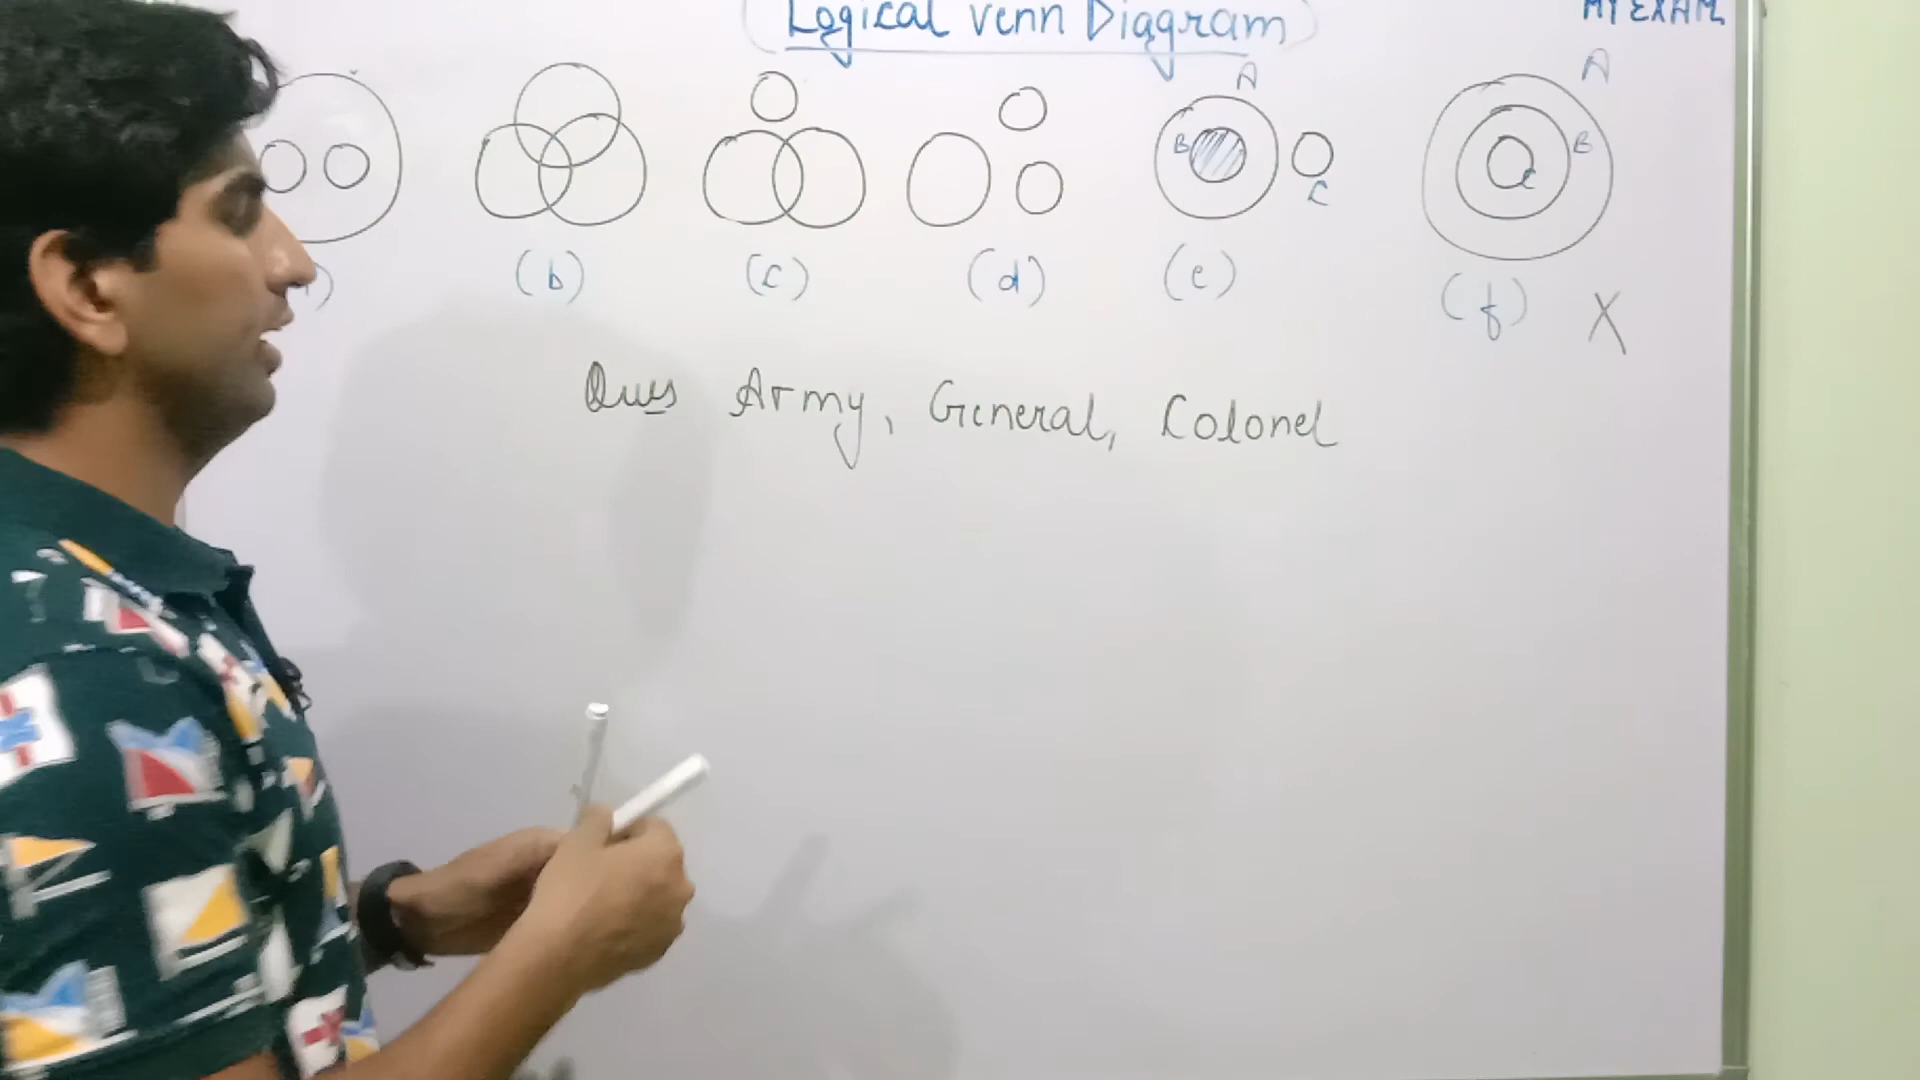 Logical Venn Diagram
MY EXAM
A A
B B
C C
(b) (c) (d) (e) (f) X
Ques Army, General, Colonel